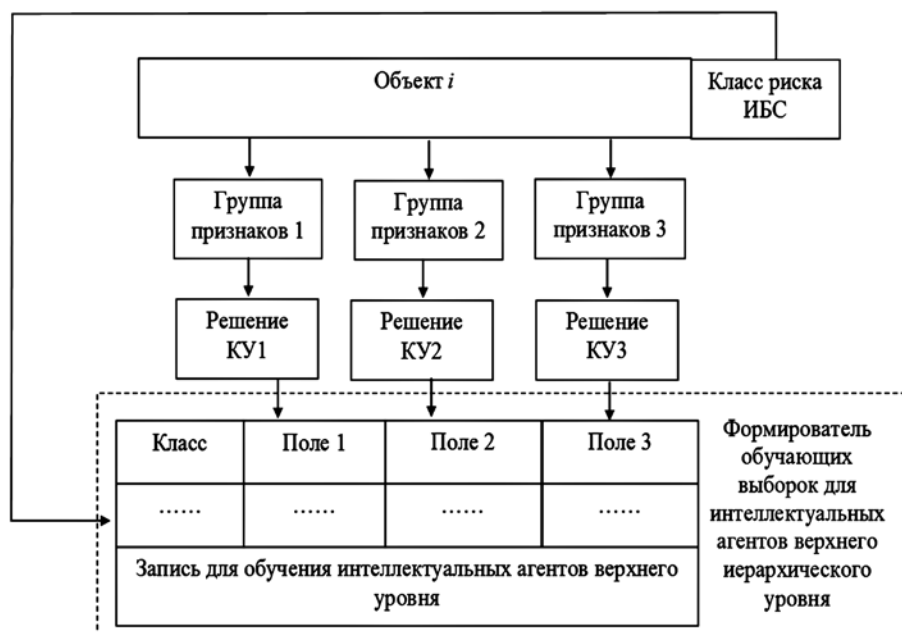 Объект i
Класс риска
ИБС
Группа
признаков 1
Группа
признаков 2
Группа
признаков 3
Решение
КУ1
Решение
КУ2
Решение
КУ3
Класс
Поле 1
Поле 2
Поле 3
......
......
......
......
Запись для обучения интеллектуальных агентов верхнего
уровня
Формирователь
обучающих
выборок для
интеллектуальных
агентов верхнего
иерархического
уровня